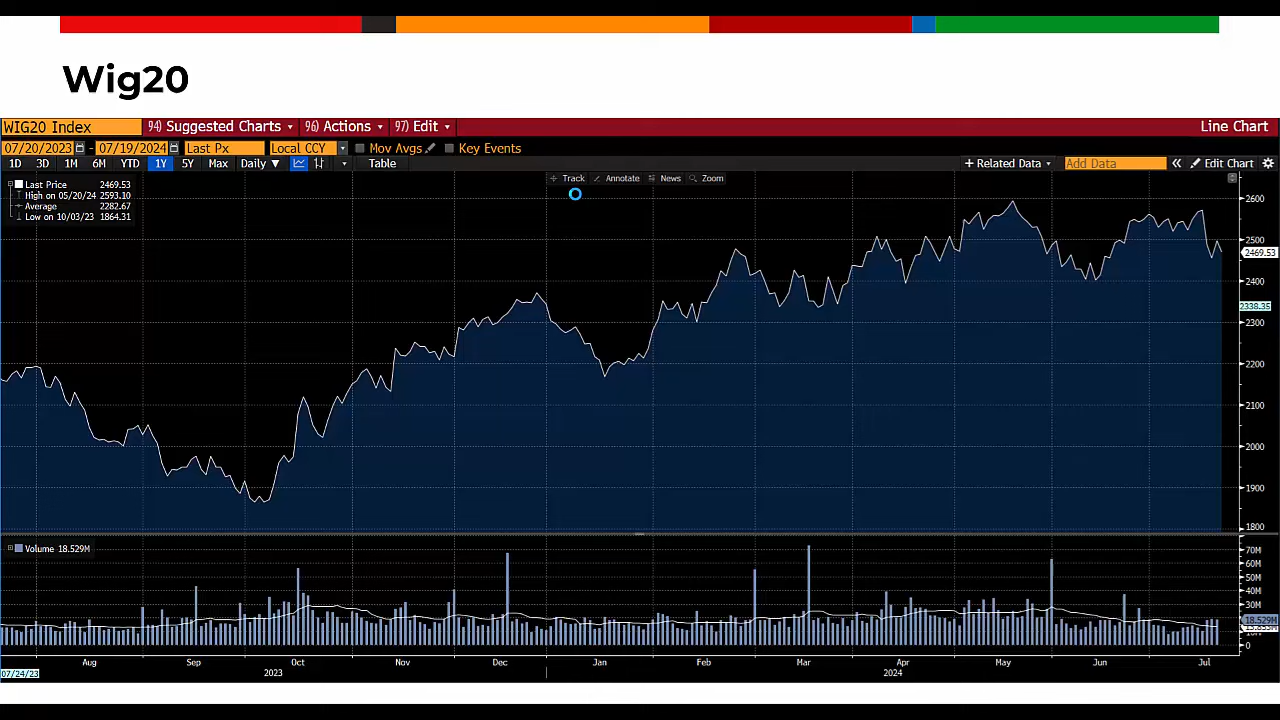 Wig20
WIG20 Index 94) Suggested Charts 96) Actions 97) Edit Line Chart
07/20/2023 - 07/19/2024 Last Px Local CCY Mov Avgs Key Events
1D 3D 1M 6M YTD 1Y 5Y Max Daily ▼ Table + Related Data Add Data « Edit Chart
Track Annotate News Zoom
Last Price 2469.53
High on 05/20/24 2593.10
Average 2282.67
Low on 10/03/23 1864.31
2600
2500
2469.53
2400
2338.35
2300
2200
2100
2000
1900
1800
Volume 18.529M
70M
60M
50M
40M
30M
18.529M
0
Aug Sep Oct Nov Dec Jan Feb Mar Apr May Jun Jul
07/24/23 2023 2024